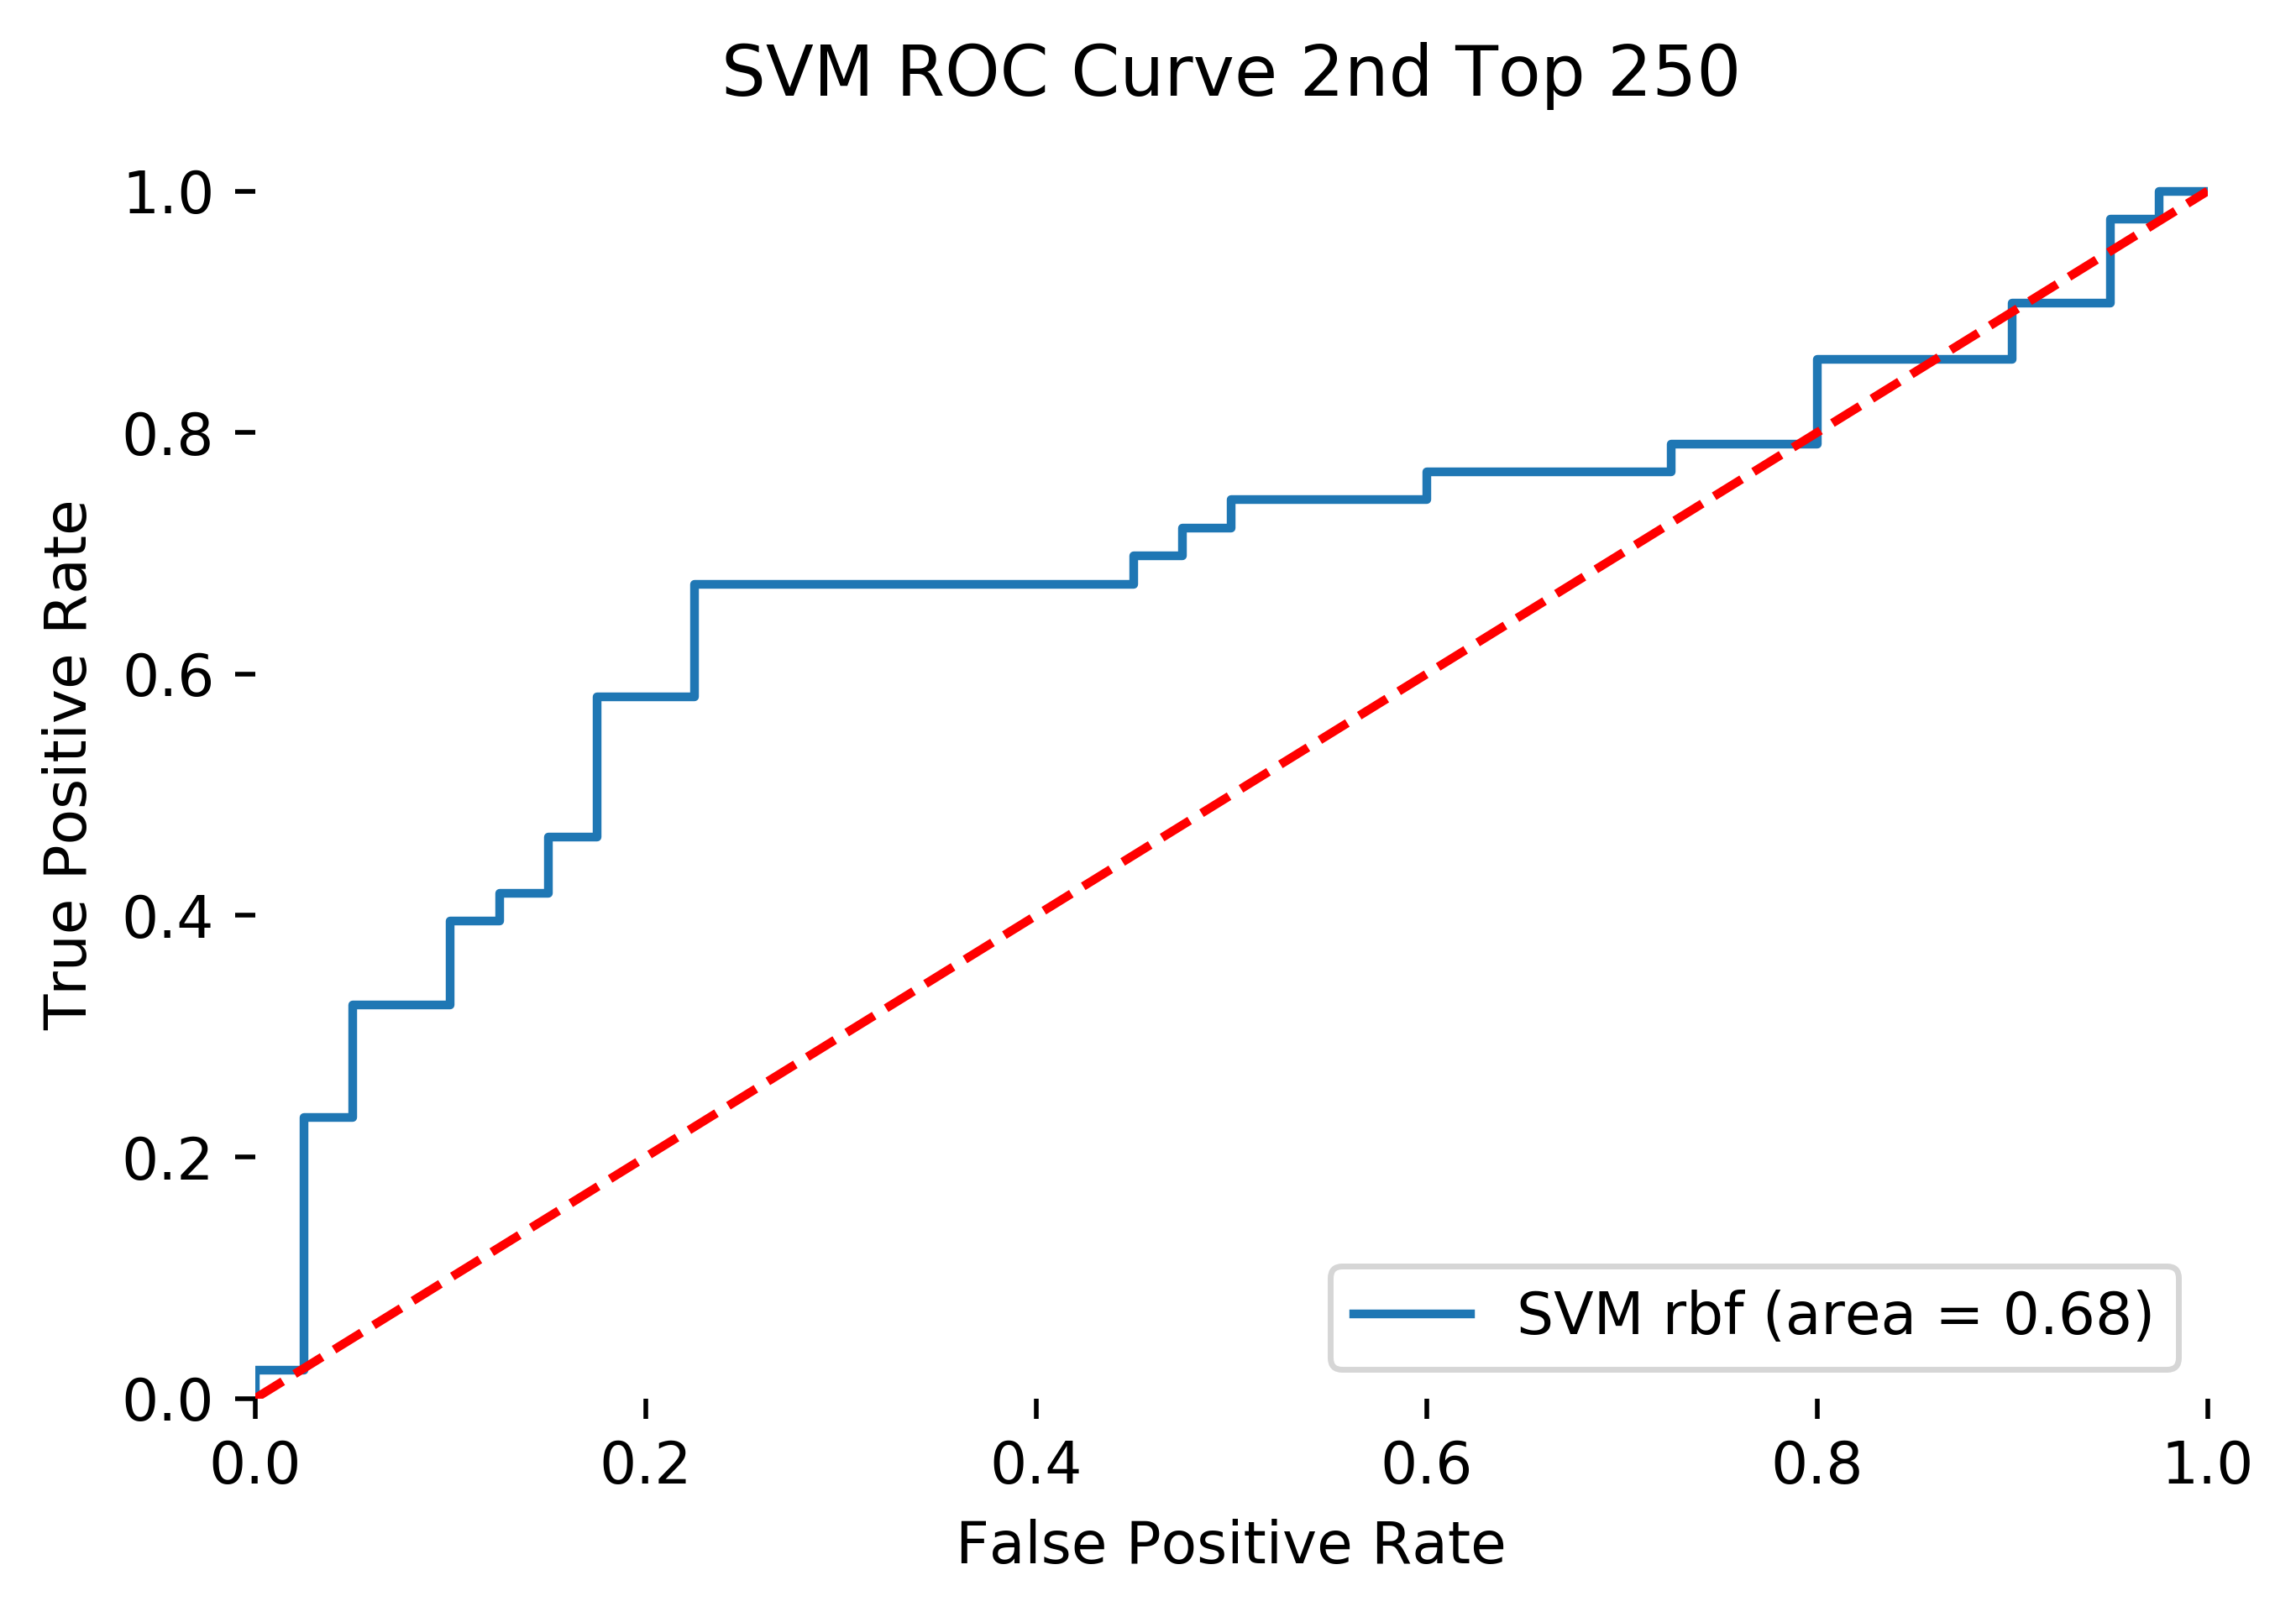 SVM ROC Curve 2nd Top 250
True Positive Rate
1.0
0.8
0.6
0.4
0.2
0.0
0.0 0.2 0.4 0.6 0.8 1.0
False Positive Rate
SVM rbf (area = 0.68)